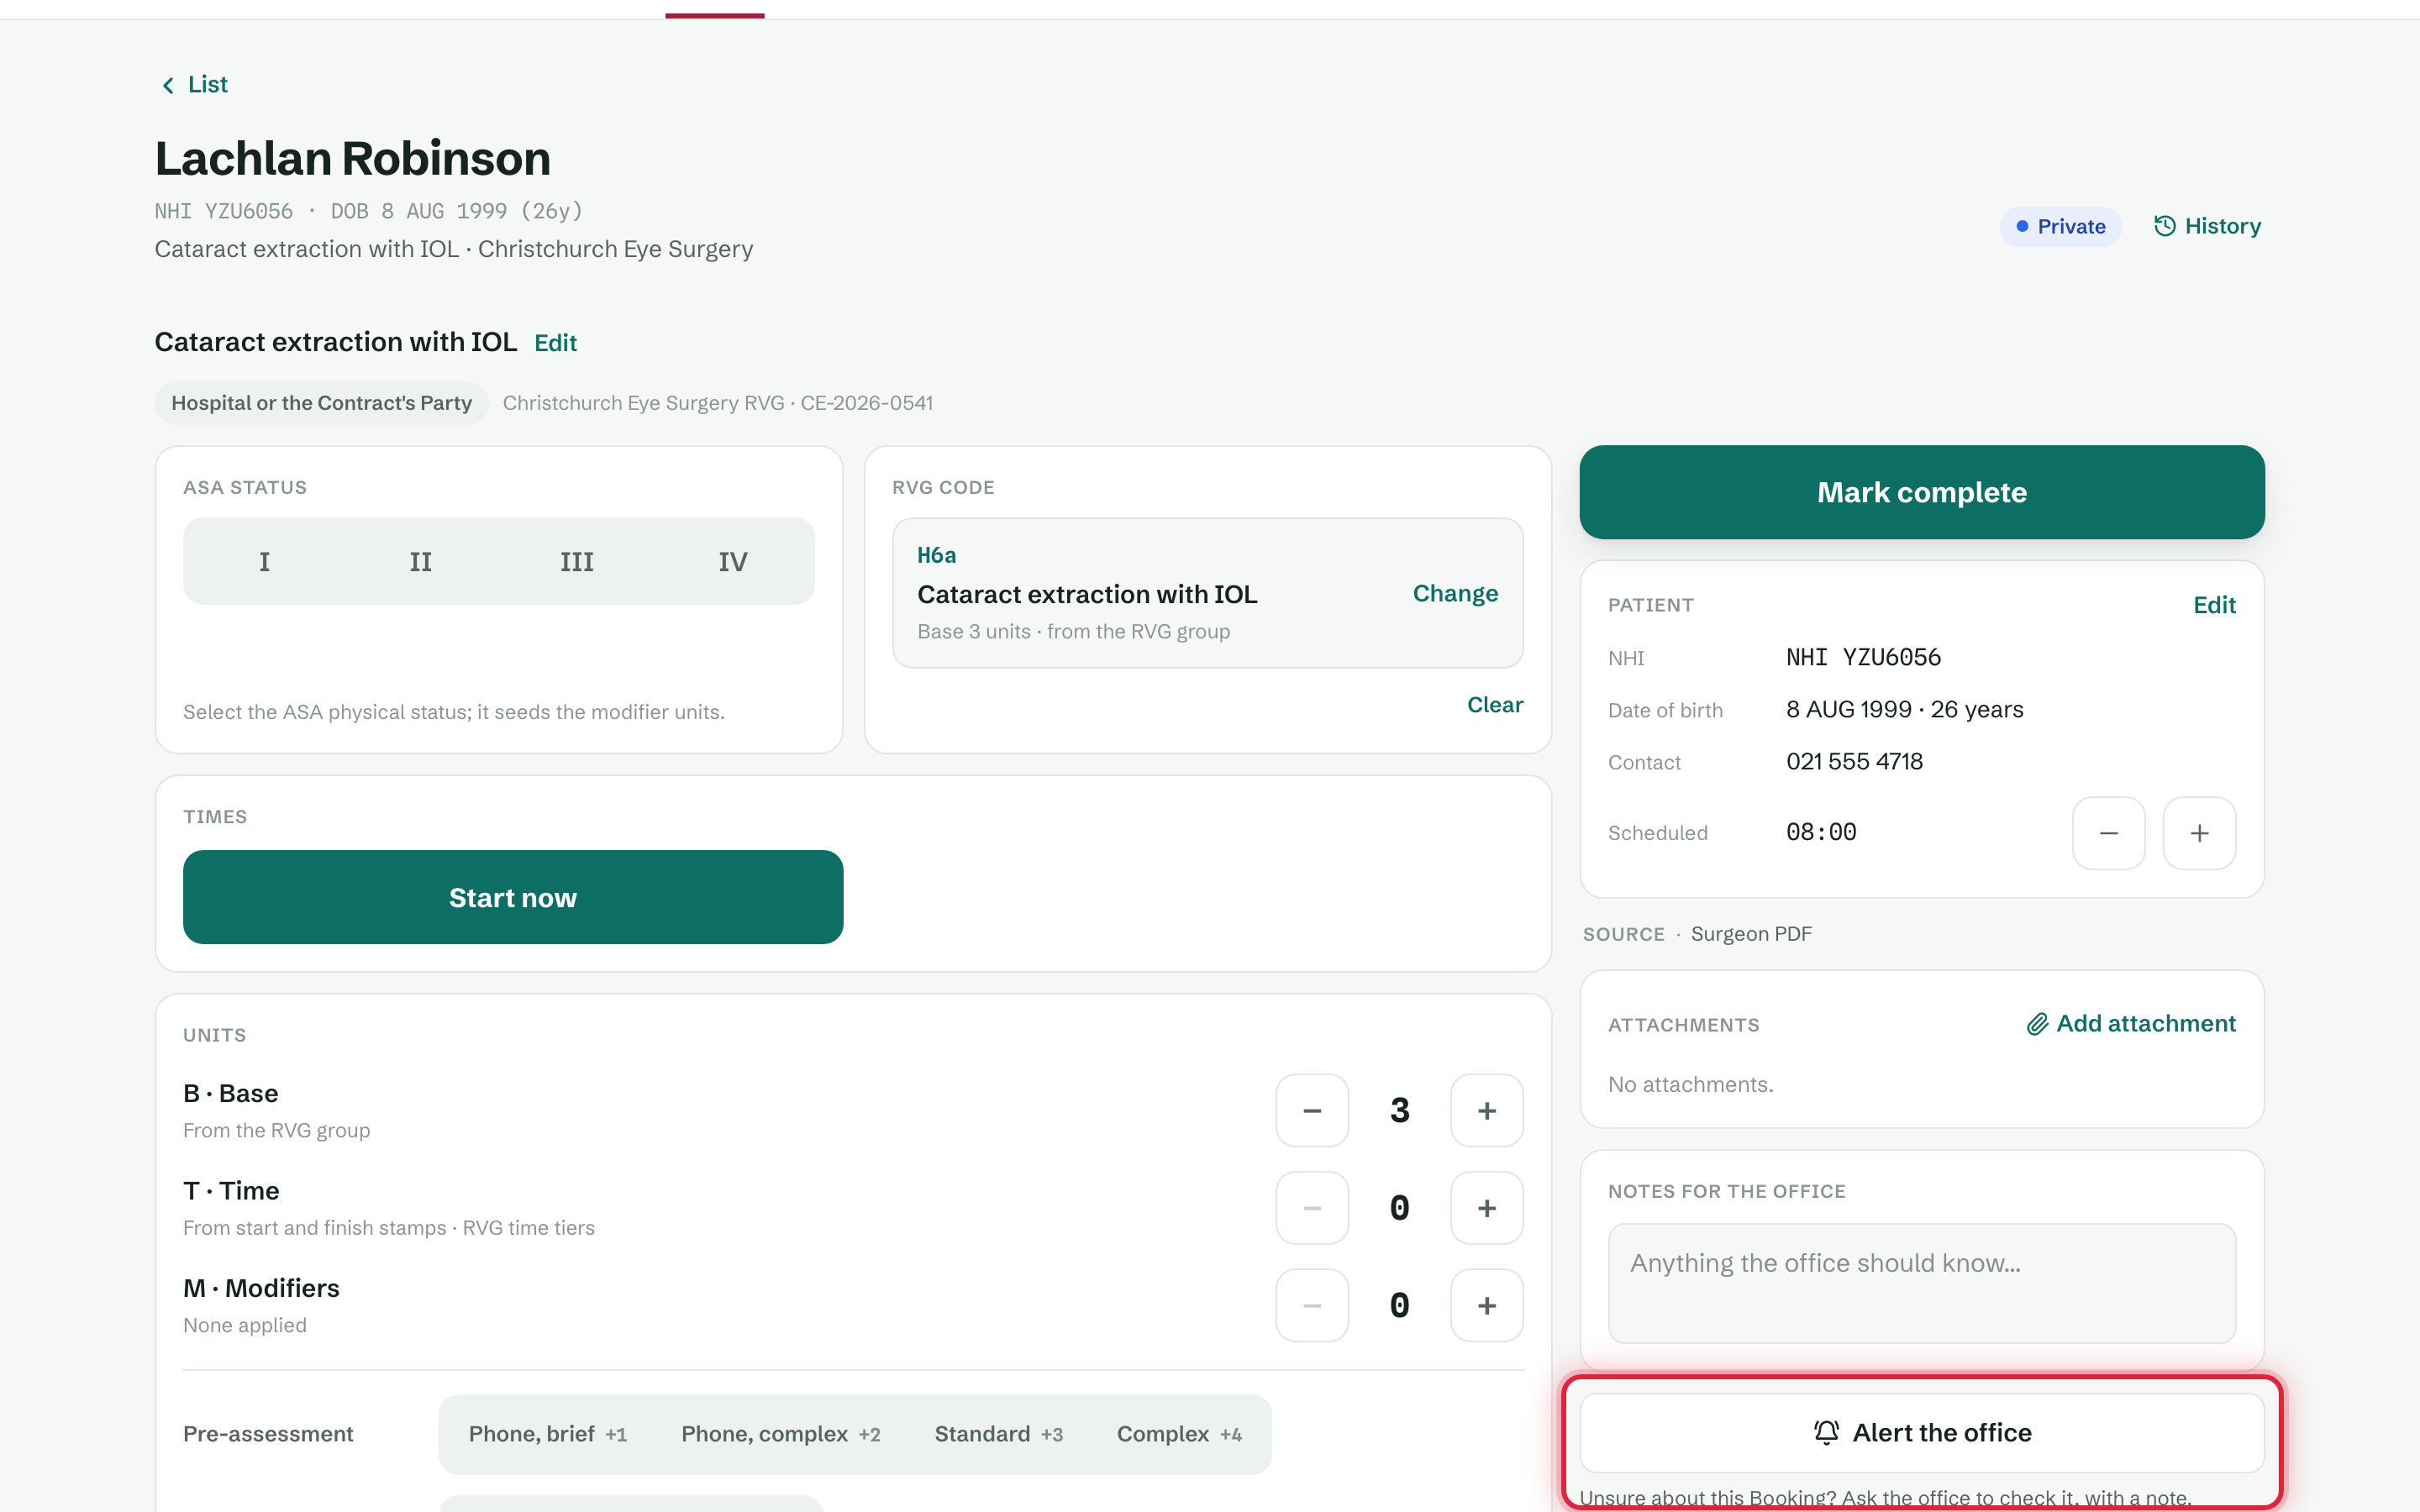 List
Lachlan Robinson
NHI YZU6056 · DOB 8 AUG 1999 (26y)
Cataract extraction with IOL · Christchurch Eye Surgery
Private
History
Cataract extraction with IOL Edit
Hospital or the Contract's Party Christchurch Eye Surgery RVG · CE-2026-0541
ASA STATUS
I II III IV
Select the ASA physical status; it seeds the modifier units.
RVG CODE
H6a
Cataract extraction with IOL
Change
Base 3 units · from the RVG group
Clear
TIMES
Start now
UNITS
B · Base
From the RVG group
− 3 +
T · Time
From start and finish stamps · RVG time tiers
− 0 +
M · Modifiers
None applied
− 0 +
Pre-assessment
Phone, brief +1 Phone, complex +2 Standard +3 Complex +4
Mark complete
PATIENT Edit
NHI NHI YZU6056
Date of birth 8 AUG 1999 · 26 years
Contact 021 555 4718
Scheduled 08:00 − +
SOURCE · Surgeon PDF
ATTACHMENTS Add attachment
No attachments.
NOTES FOR THE OFFICE
Anything the office should know...
Alert the office
Unsure about this Booking? Ask the office to check it, with a note.